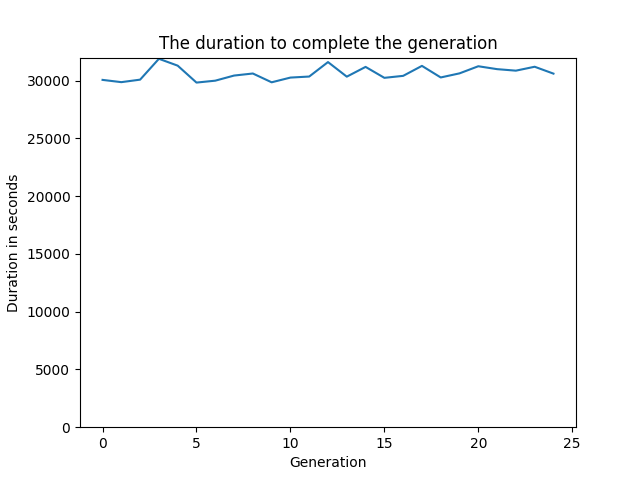 The duration to complete the generation
30000
25000
20000
15000
10000
5000
0
Duration in seconds
0 5 10 15 20 25
Generation